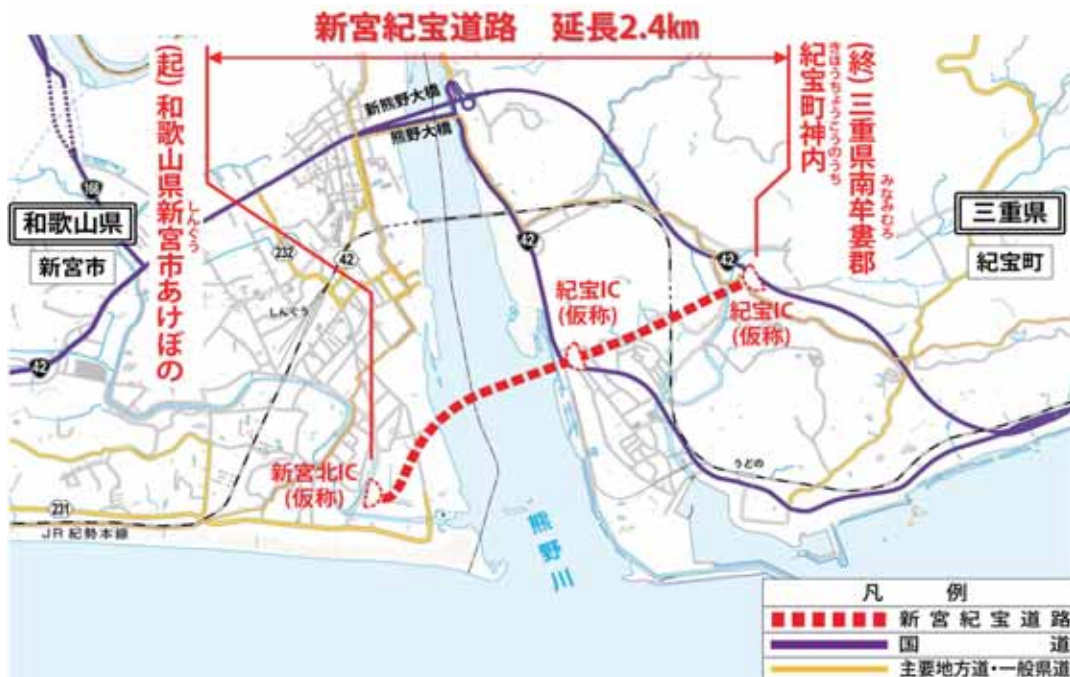 新宮紀宝道路 延長2.4km
(起)和歌山県新宮市あけぼの
しんぐう
(終)三重県南牟婁郡
みなみむろ
紀宝町神内
きほうちょうこうのうち
新熊野大橋
熊野大橋
168
和歌山県
新宮市
三重県
紀宝町
232
42
42
42
42
しんぐう
紀宝IC
(仮称)
紀宝IC
(仮称)
新宮北IC
(仮称)
うどの
231
JR紀勢本線
熊野川
凡例
新宮紀宝道路
国道
主要地方道・一般県道